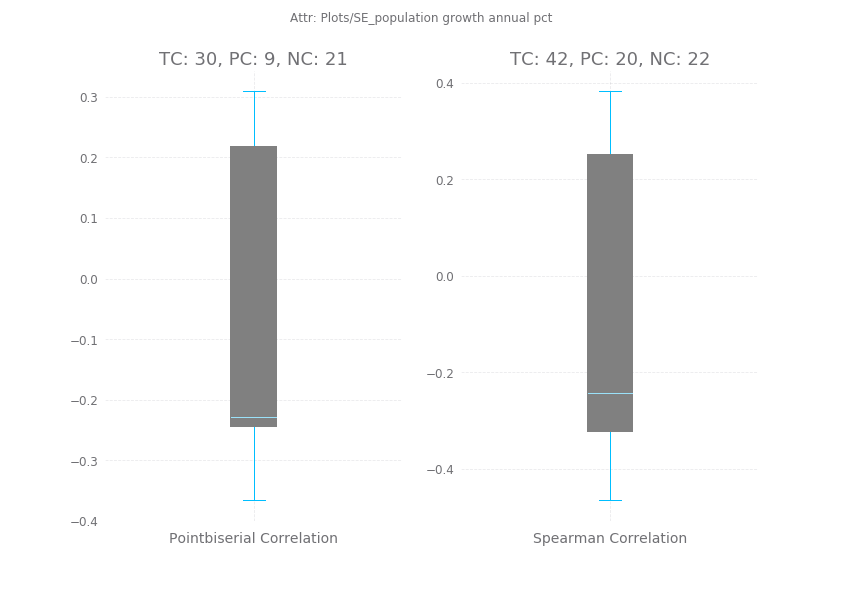 Attr: Plots/SE_population growth annual pct
TC: 30, PC: 9, NC: 21
0.3
0.2
0.1
0.0
−0.1
−0.2
−0.3
−0.4
Pointbiserial Correlation
TC: 42, PC: 20, NC: 22
0.4
0.2
0.0
−0.2
−0.4
Spearman Correlation